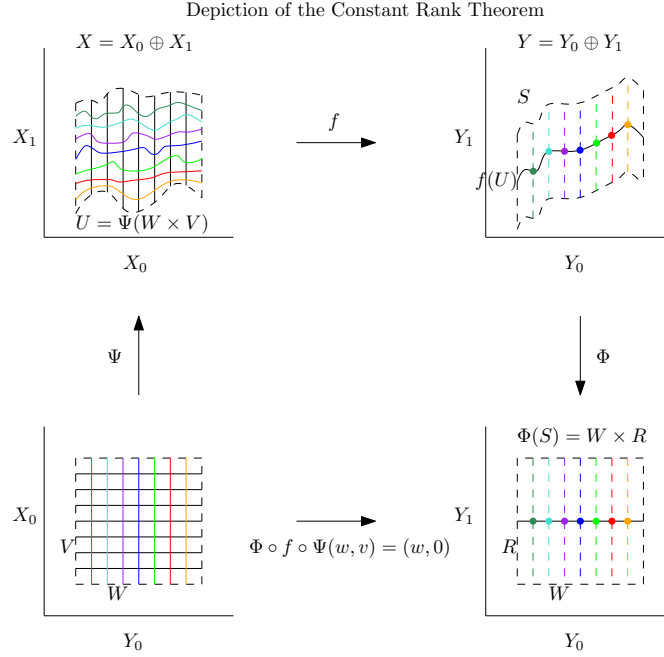 Depiction of the Constant Rank Theorem
X = X₀ ⊕ X₁
Y = Y₀ ⊕ Y₁
S
X₁
f
Y₁
f(U)
U = Ψ(W × V)
X₀
Y₀
Ψ
Φ
Φ(S) = W × R
X₀
Y₁
V
Φ ∘ f ∘ Ψ(w, v) = (w, 0)
R
W
W
Y₀
Y₀